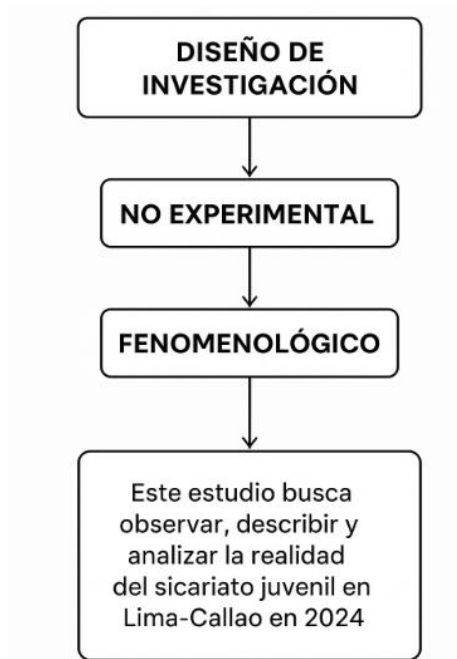 DISEÑO DE
INVESTIGACIÓN
NO EXPERIMENTAL
FENOMENOLÓGICO
Este estudio busca
observar, describir y
analizar la realidad
del sicariato juvenil en
Lima-Callao en 2024